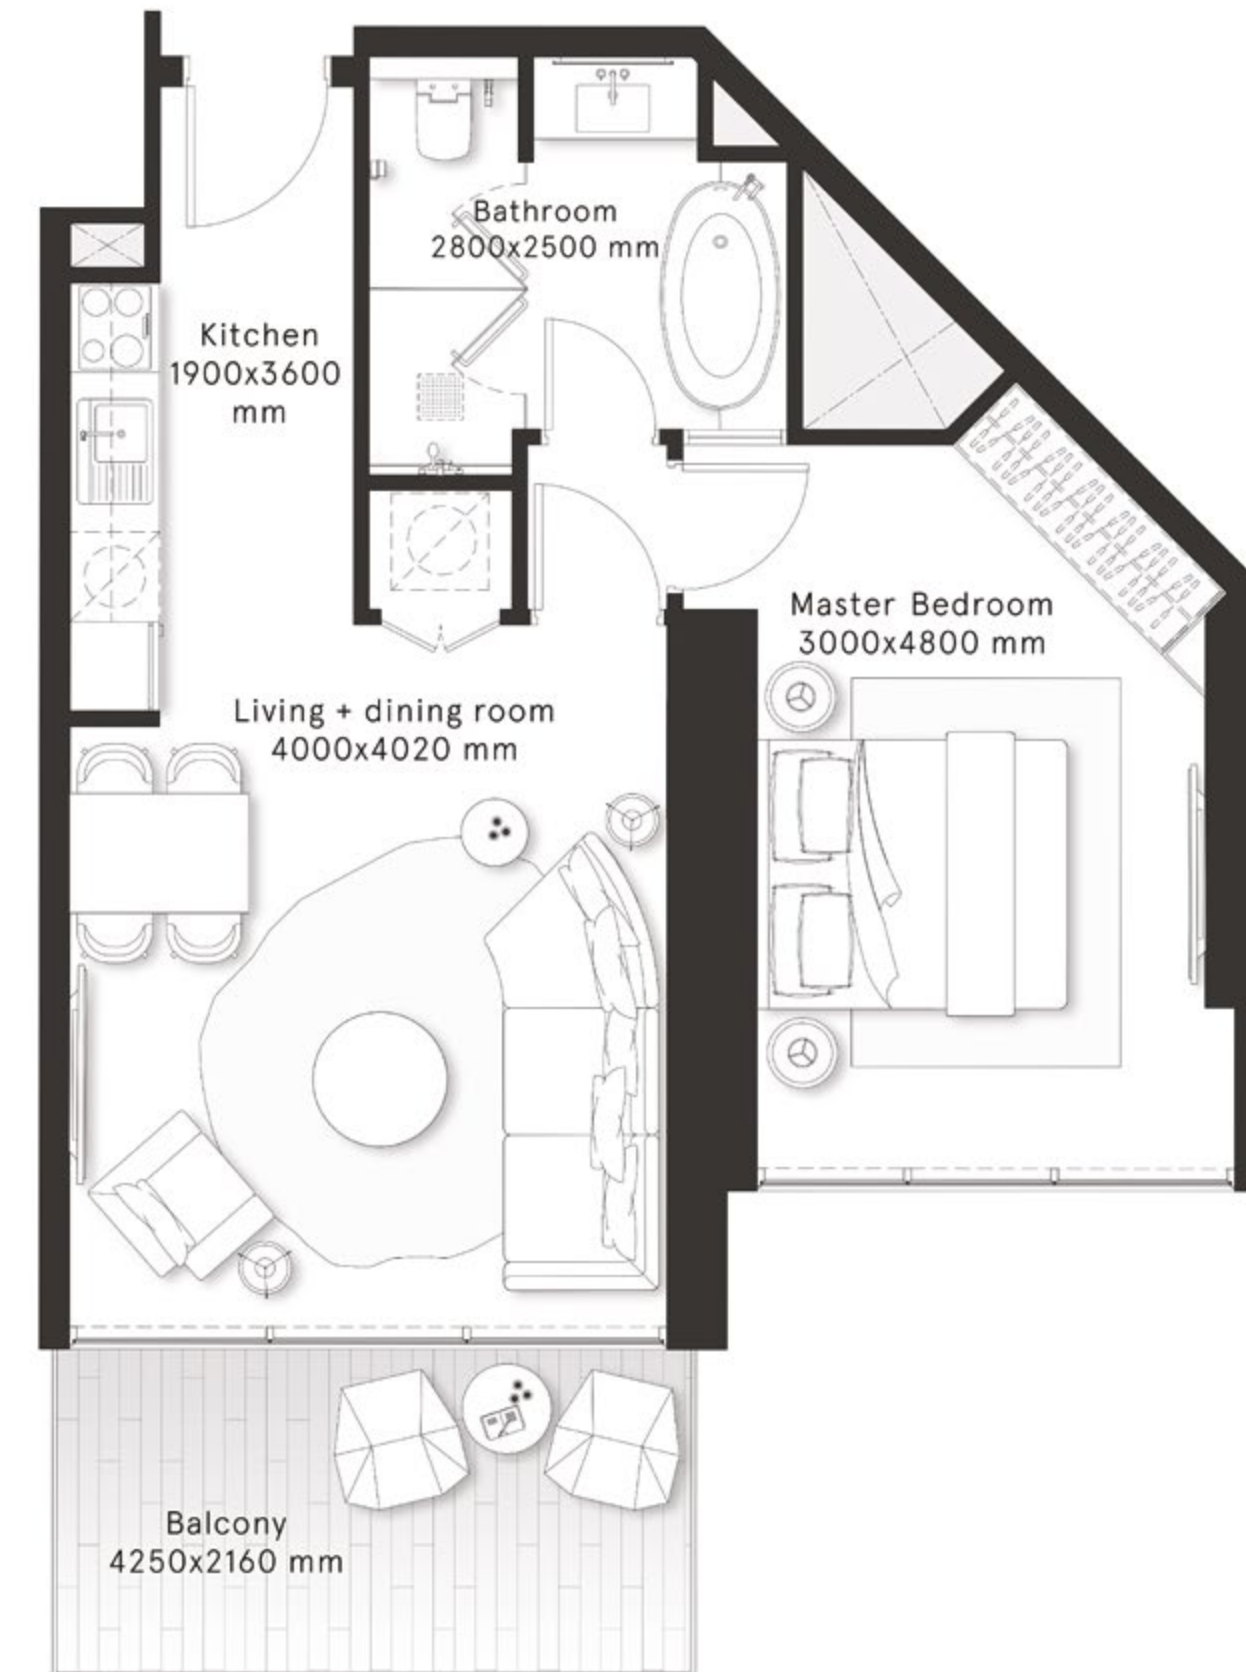 Bathroom
2800x2500 mm
Kitchen
1900x3600
mm
Master Bedroom
3000x4800 mm
Living + dining room
4000x4020 mm
Balcony
4250x2160 mm